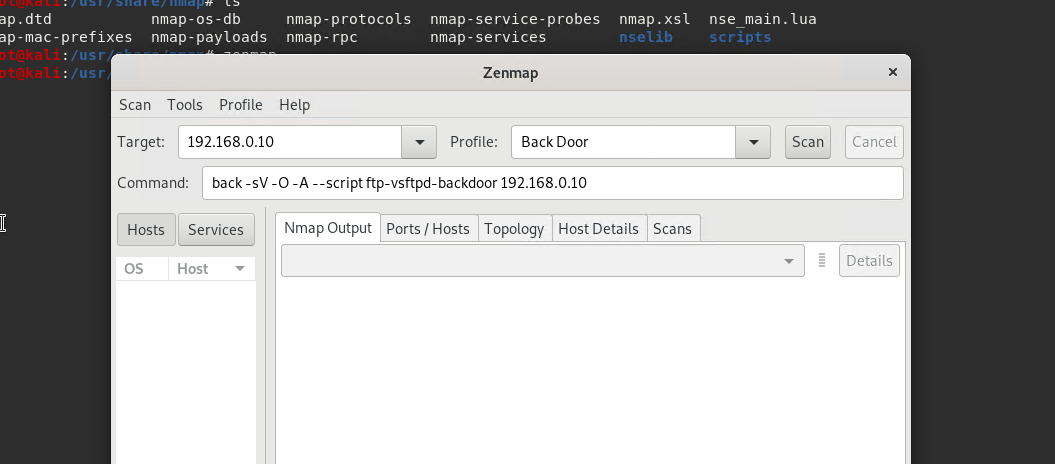 ot@kali:/usr/share/nmap# ls
ap.dtd nmap-os-db nmap-protocols nmap-service-probes nmap.xsl nse_main.lua
ap-mac-prefixes nmap-payloads nmap-rpc nmap-services nselib scripts
ot@kali:/usr/share/nmap# zenmap
ot@kali:/usr/
Zenmap
Scan Tools Profile Help
Target: 192.168.0.10 Profile: Back Door Scan Cancel
Command: back -sV -O -A --script ftp-vsftpd-backdoor 192.168.0.10
Hosts Services Nmap Output Ports / Hosts Topology Host Details Scans
OS Host Details